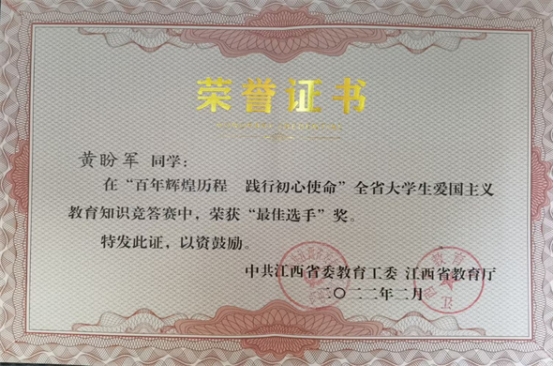 荣誉证书
黄盼军 同学：
在“百年辉煌历程 践行初心使命”全省大学生爱国主义
教育知识竞答赛中，荣获“最佳选手”奖。
特发此证，以资鼓励。
中共江西省委教育工委 江西省教育厅
二〇二二年二月